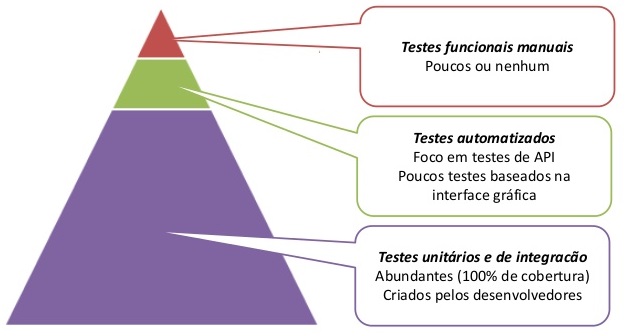 Testes funcionais manuais
Poucos ou nenhum
Testes automatizados
Foco em testes de API
Poucos testes baseados na
interface gráfica
Testes unitários e de integracão
Abundantes (100% de cobertura)
Criados pelos desenvolvedores